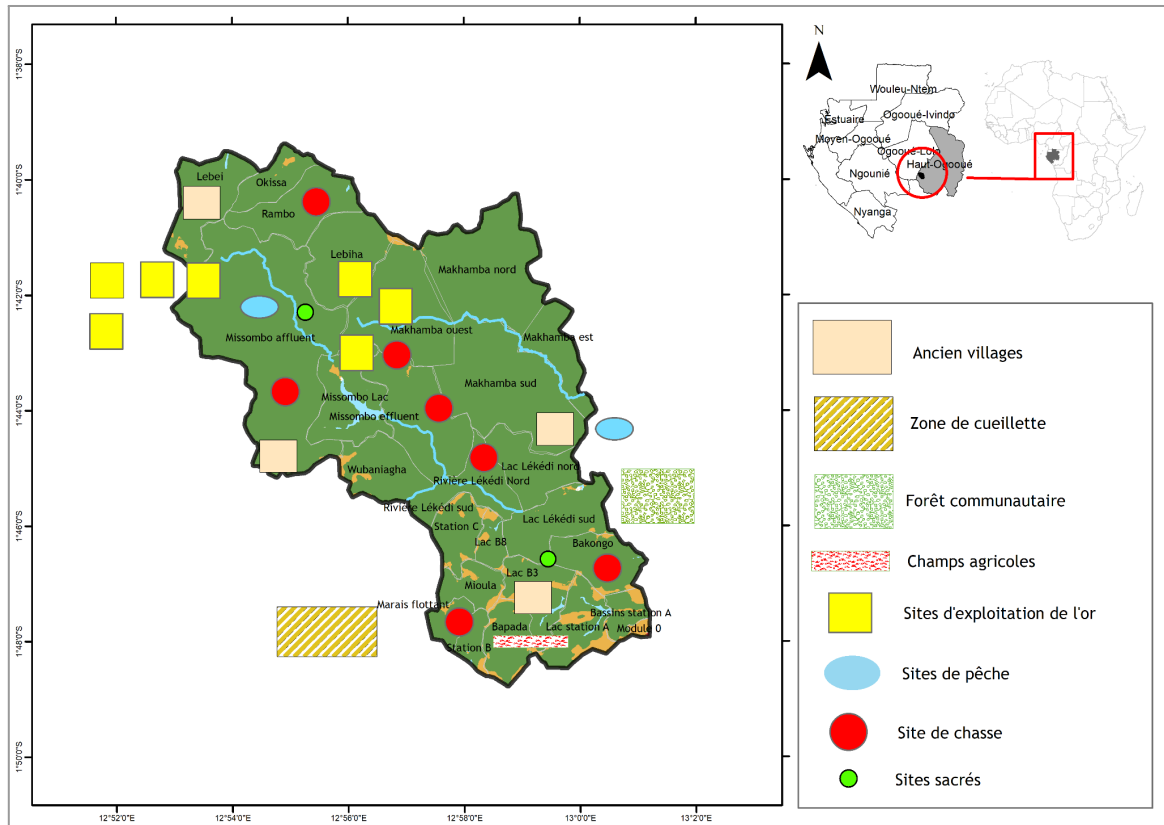 N
Wouleu-Ntem
Estuaire
Ogooué-Ivindo
Moyen-Ogooué
Ogooué-Lolo
Haut-Ogooué
Ngounié
Nyanga
1°38'0"S
1°40'0"S
1°42'0"S
1°44'0"S
1°46'0"S
1°48'0"S
1°50'0"S
Lebei
Okissa
Rambo
Lebiha
Makhamba nord
Missombo affluent
Makhamba ouest
Makhamba est
Makhamba sud
Missombo Lac
Missombo effluent
Wubaniagha
Lac Lékédi nord
Rivière Lékédi Nord
Rivière Lékédi sud
Station C
Lac Lékédi sud
Lac B8
Bakongo
Lac B3
Mioula
Marais flottant
Bassins station A
Bapada
Lac station A
Module 0
Station B
12°52'0"E
12°54'0"E
12°56'0"E
12°58'0"E
13°0'0"E
13°2'0"E
Ancien villages
Zone de cueillette
Forêt communautaire
Champs agricoles
Sites d'exploitation de l'or
Sites de pêche
Site de chasse
Sites sacrés